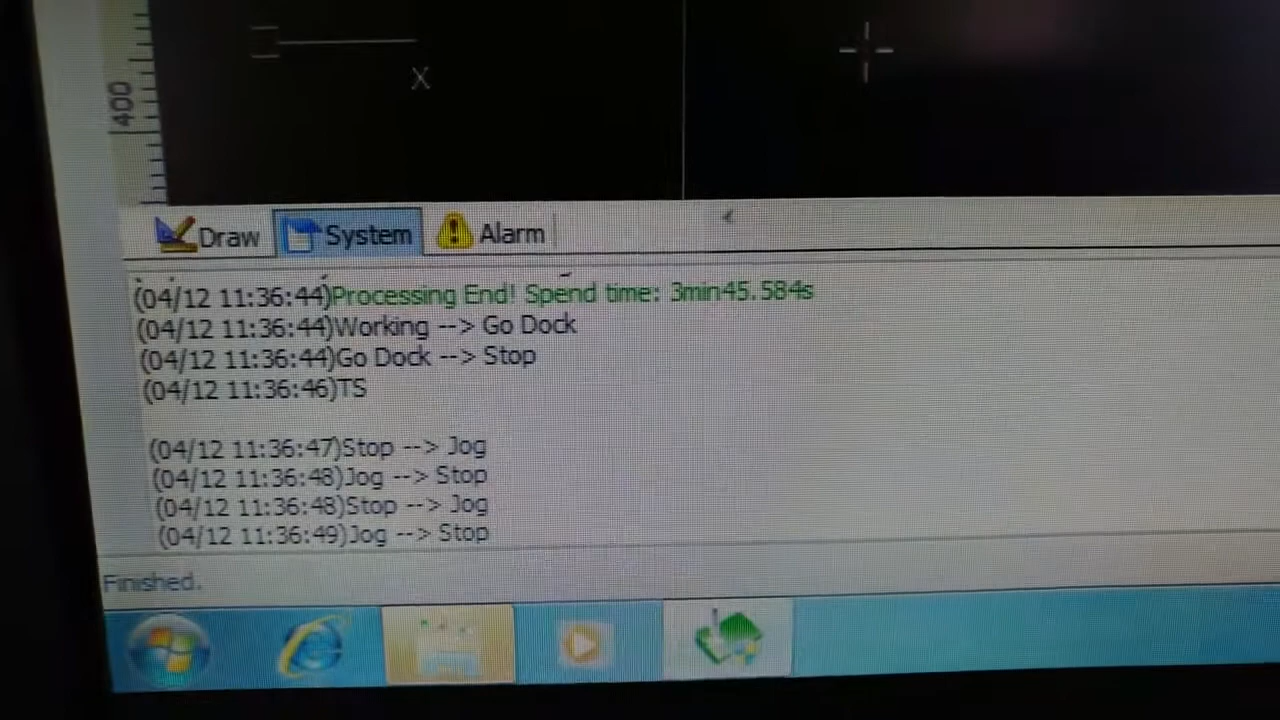 X
400
Draw System Alarm
(04/12 11:36:44)Processing End! Spend time: 3min45.584s
(04/12 11:36:44)Working --> Go Dock
(04/12 11:36:44)Go Dock --> Stop
(04/12 11:36:46)TS
(04/12 11:36:47)Stop --> Jog
(04/12 11:36:48)Jog --> Stop
(04/12 11:36:48)Stop --> Jog
(04/12 11:36:49)Jog --> Stop
Finished.